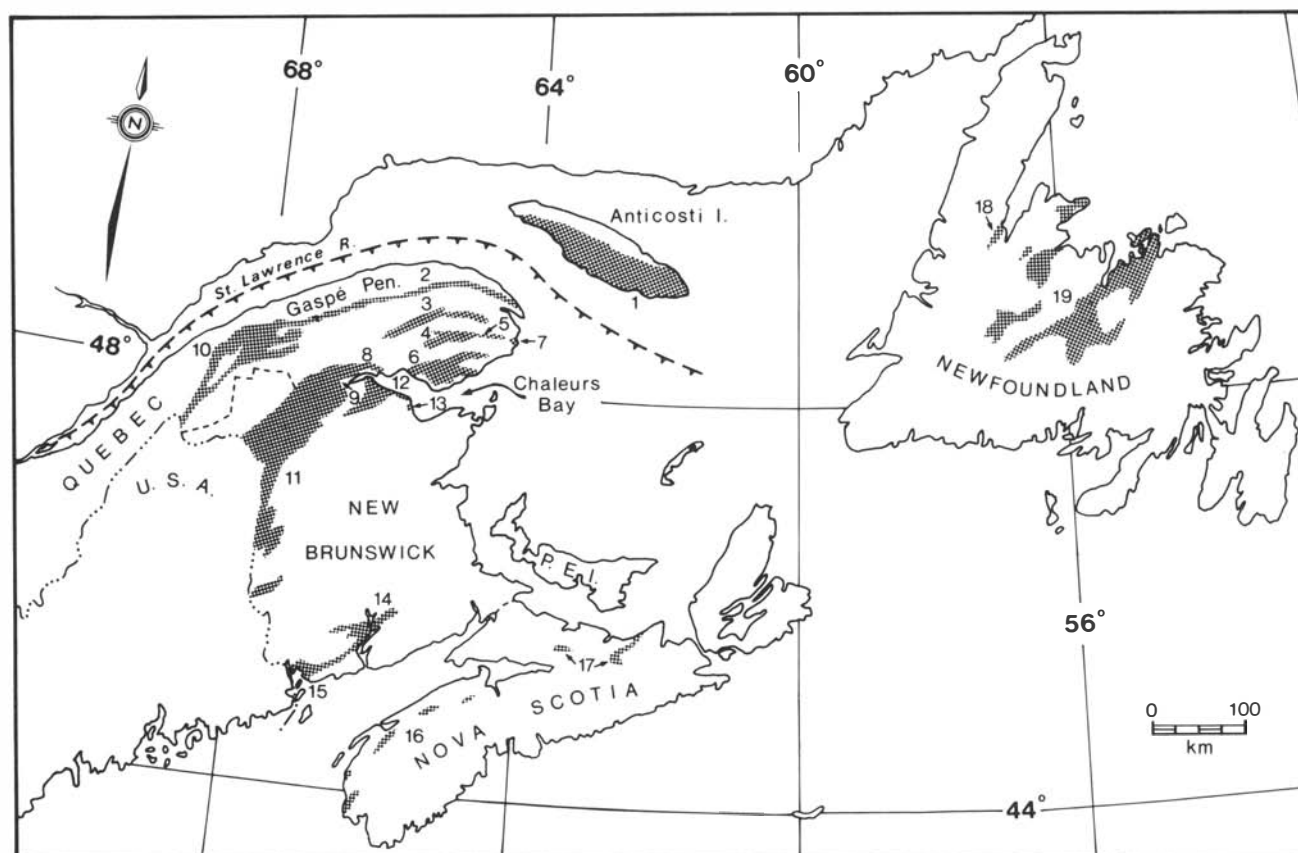 68°
64°
60°
N
Anticosti I.
18
St. Lawrence R.
2
Gaspé Pen.
3
1
19
48°
10
4
5
7
8
6
NEWFOUNDLAND
12
Chaleurs
Bay
9
13
QUEBEC
U. S. A.
11
NEW
BRUNSWICK
P. E. I.
14
56°
17
15
SCOTIA
0 100
km
16
NOVA
44°